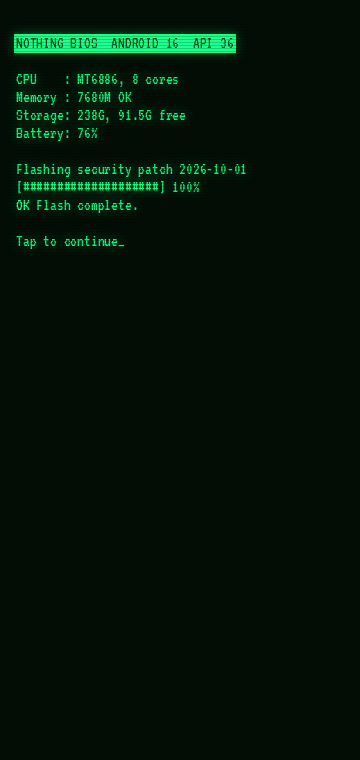 NOTHING BIOS  ANDROID 16  API 36
CPU    : MT6886, 8 cores
Memory : 7680M OK
Storage: 238G, 91.5G free
Battery: 76%
Flashing security patch 2026-10-01
[####################] 100%
OK Flash complete.
Tap to continue_